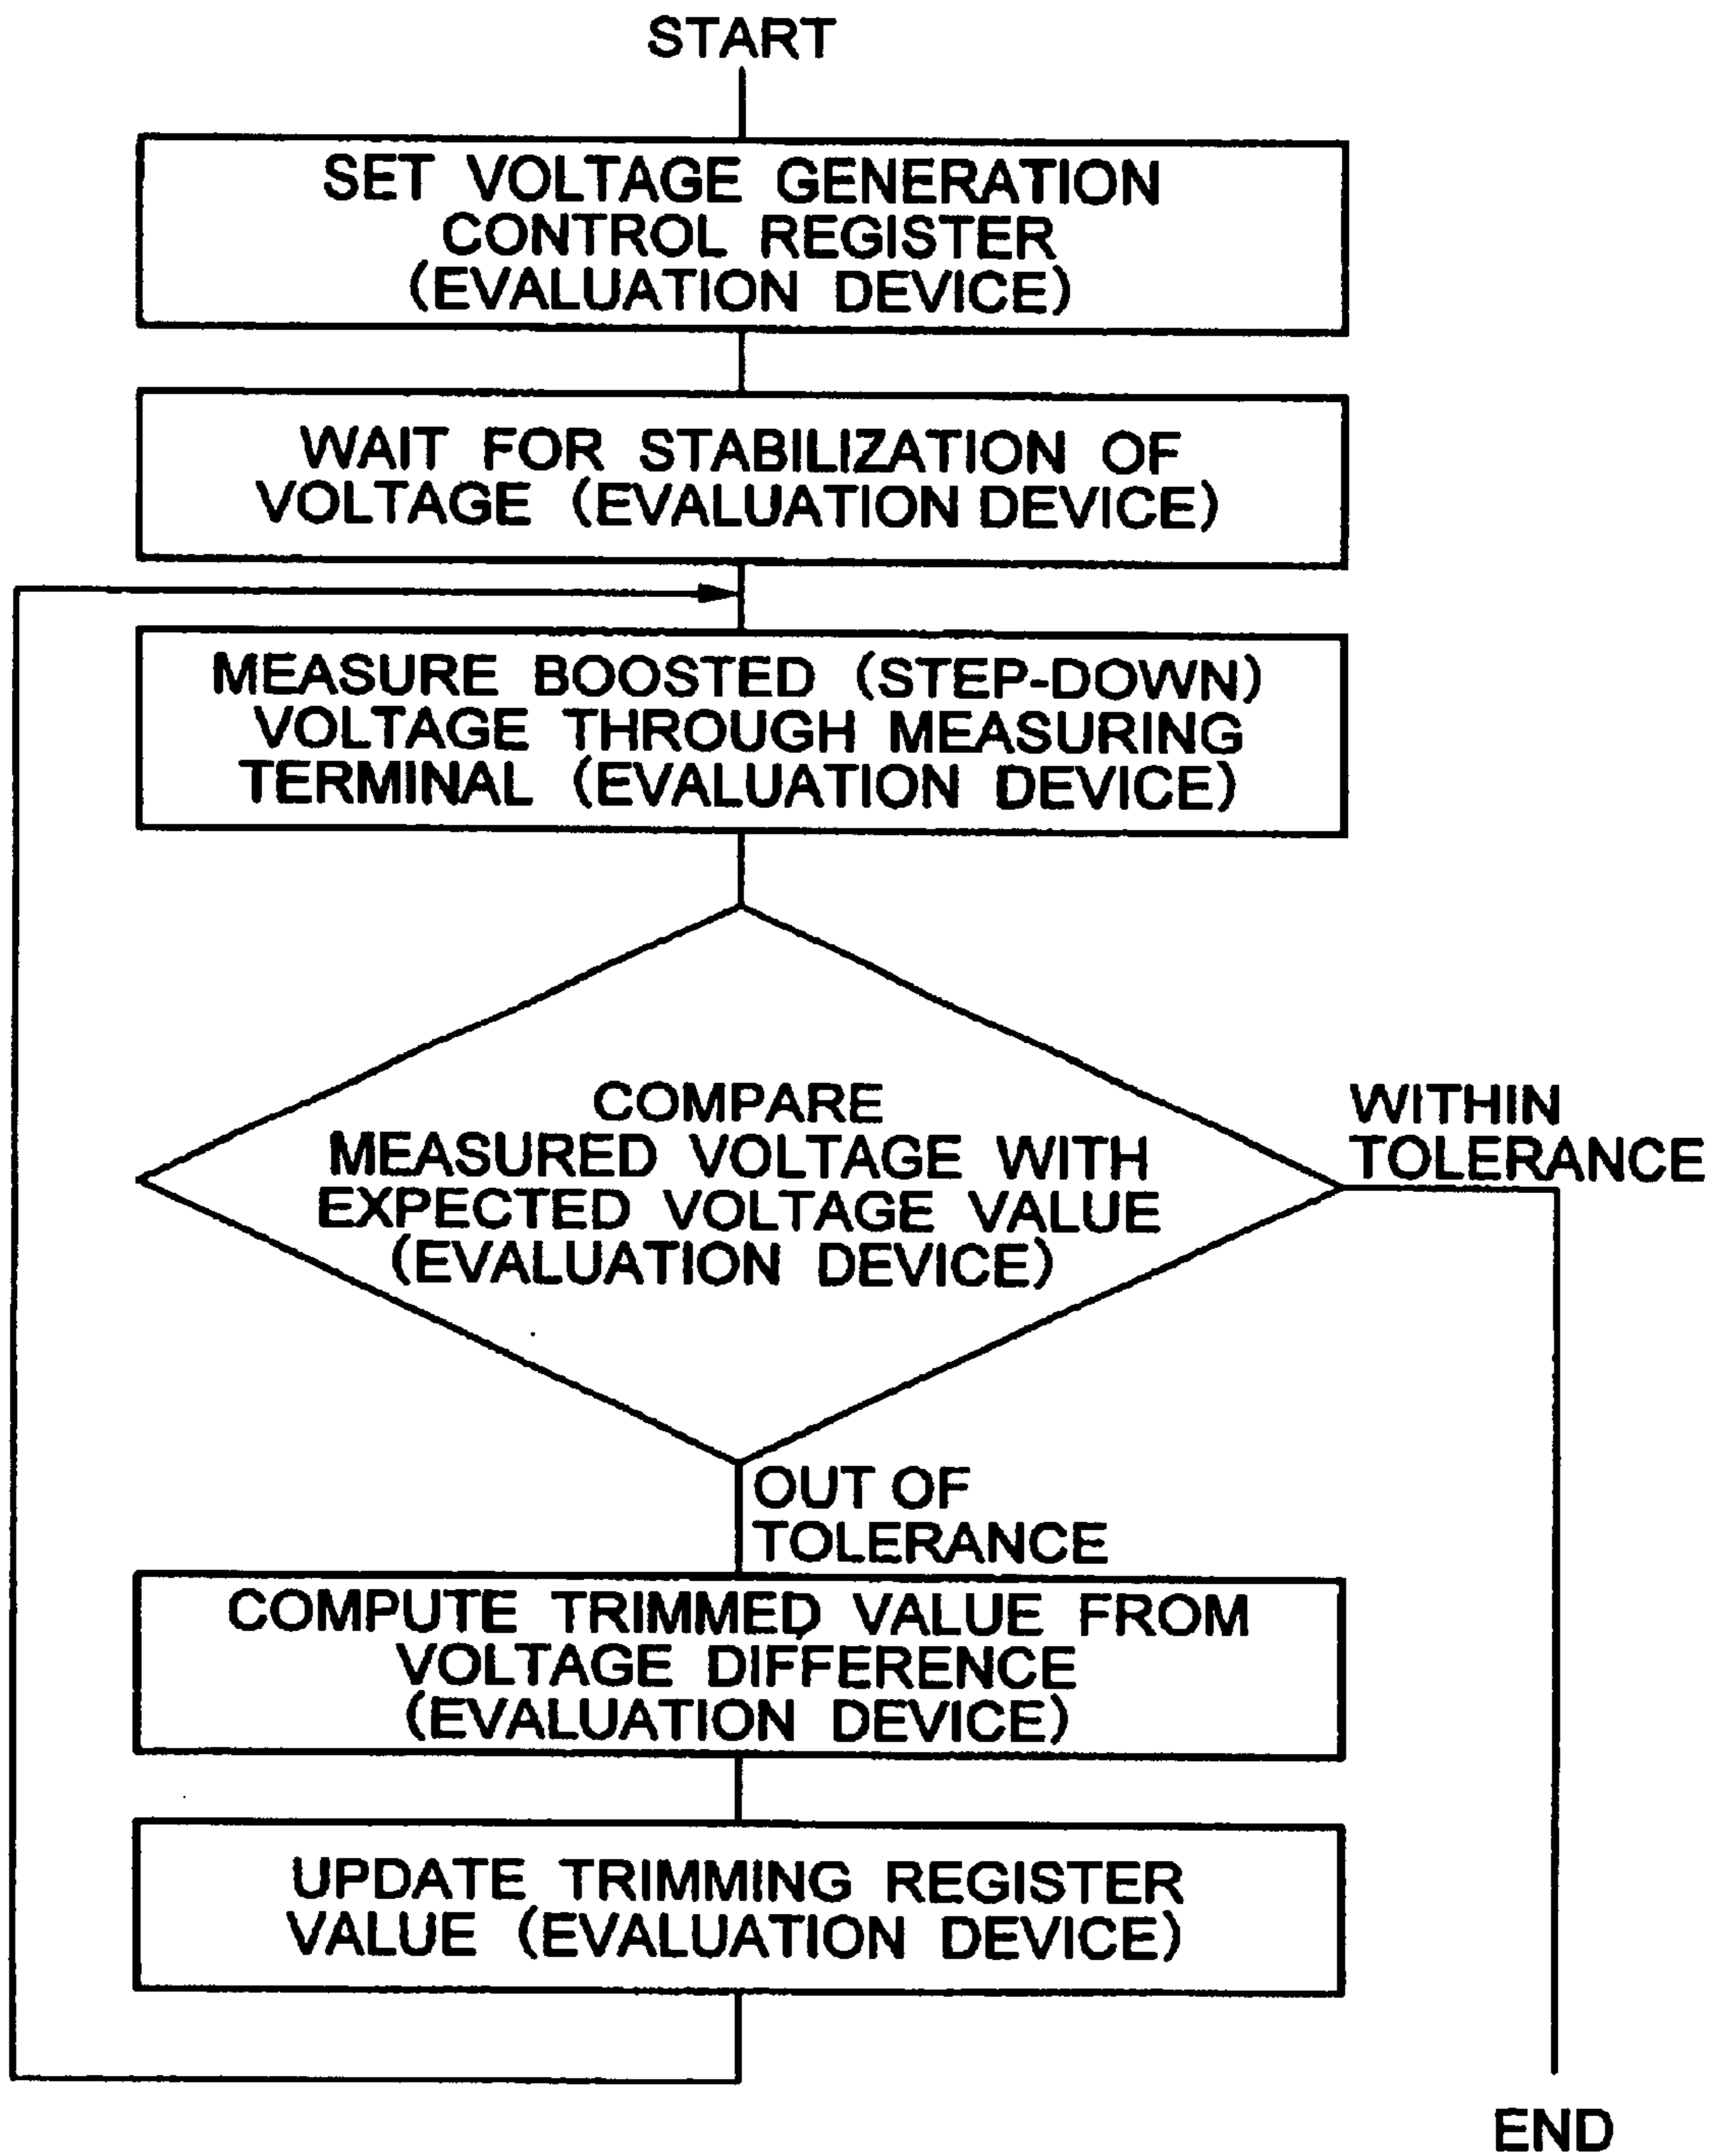 START
SET VOLTAGE GENERATION
CONTROL REGISTER
(EVALUATION DEVICE)
WAIT FOR STABILIZATION OF
VOLTAGE (EVALUATION DEVICE)
MEASURE BOOSTED (STEP-DOWN)
VOLTAGE THROUGH MEASURING
TERMINAL (EVALUATION DEVICE)
COMPARE
MEASURED VOLTAGE WITH
EXPECTED VOLTAGE VALUE
(EVALUATION DEVICE)
WITHIN
TOLERANCE
OUT OF
TOLERANCE
COMPUTE TRIMMED VALUE FROM
VOLTAGE DIFFERENCE
(EVALUATION DEVICE)
UPDATE TRIMMING REGISTER
VALUE (EVALUATION DEVICE)
END